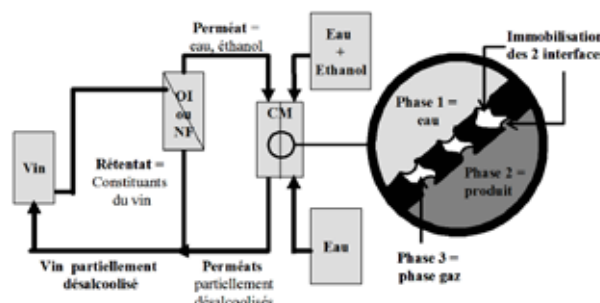 Perméat =
eau, éthanol
Eau
+
Ethanol
Immobilisation
des 2 interfaces
OI
ou
NF
CM
Phase 1 =
eau
Vin
Rétentat =
Constituants
du vin
Phase 2 =
produit
Eau
Phase 3 =
phase gaz
Vin partiellement
désalcoolisé
Perméats
partiellement
désalcoolisés